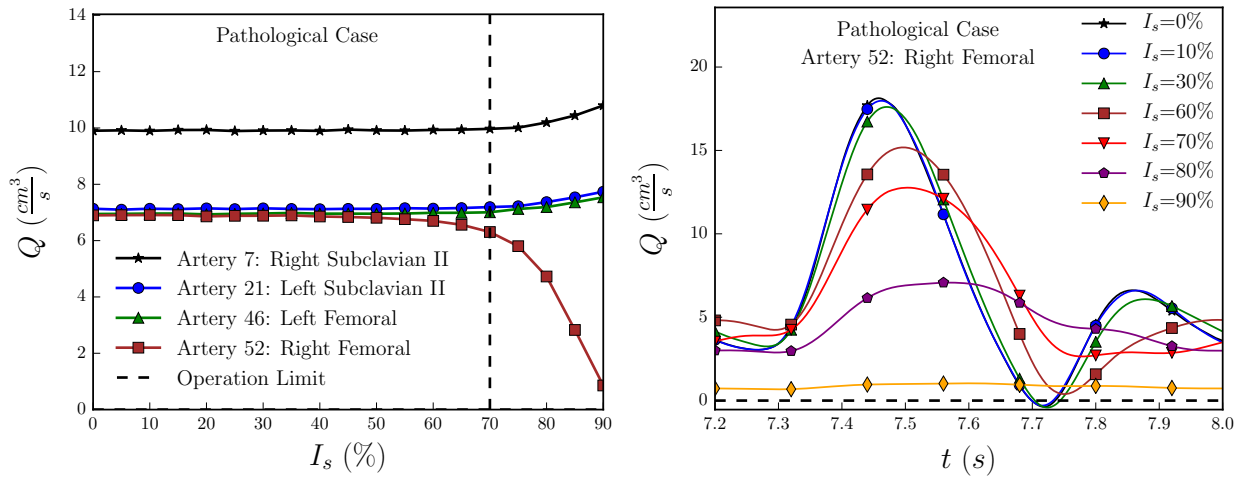 Pathological Case
14
12
10
8
6
4
2
0
Q (cm³/s)
Artery 7: Right Subclavian II
Artery 21: Left Subclavian II
Artery 46: Left Femoral
Artery 52: Right Femoral
Operation Limit
0 10 20 30 40 50 60 70 80 90
I_s (%)
Pathological Case
Artery 52: Right Femoral
20
15
10
5
0
Q (cm³/s)
I_s=0%
I_s=10%
I_s=30%
I_s=60%
I_s=70%
I_s=80%
I_s=90%
7.2 7.3 7.4 7.5 7.6 7.7 7.8 7.9 8.0
t (s)